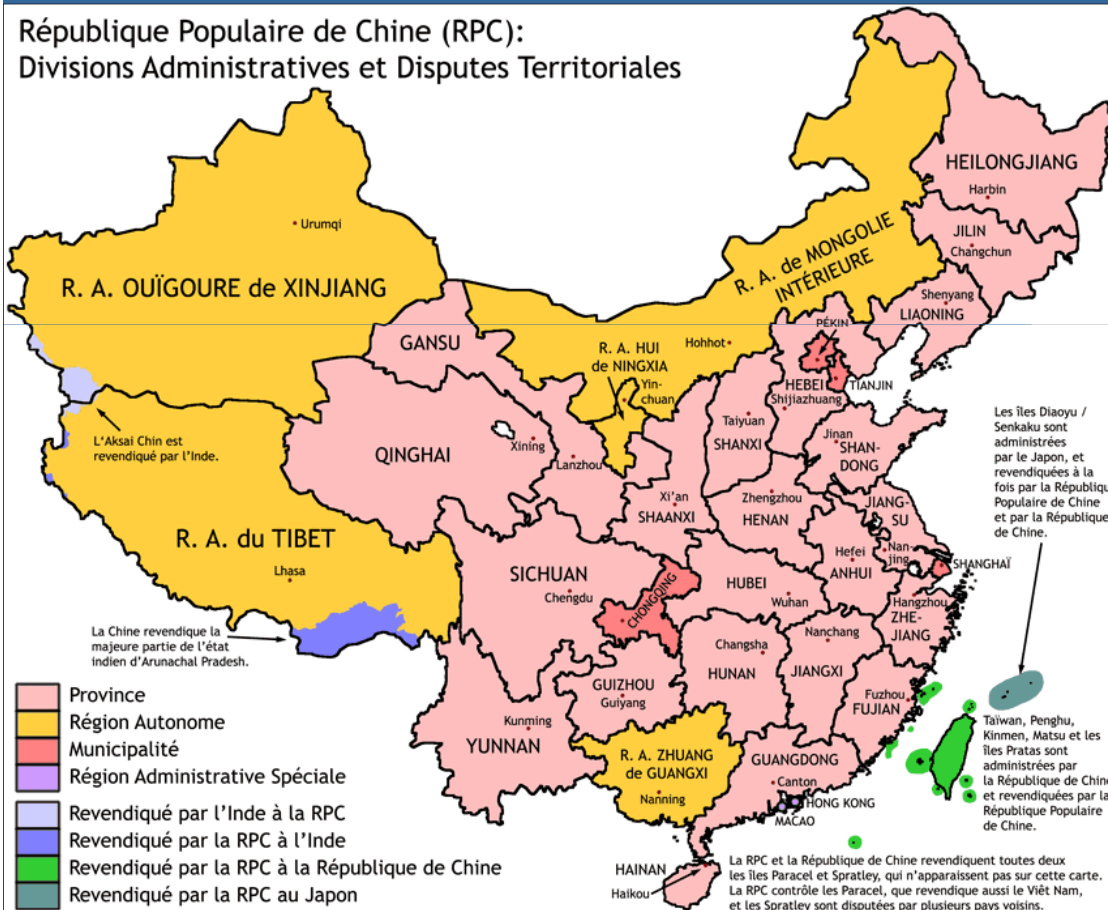 République Populaire de Chine (RPC):
Divisions Administratives et Disputes Territoriales
HEILONGJIANG
Harbin
JILIN
Changchun
Urumqi
R. A. de MONGOLIE
INTÉRIEURE
R. A. OUÏGOURE de XINJIANG
Shenyang
LIAONING
PÉKIN
GANSU
Hohhot
R. A. HUI
de NINGXIA
Yin-
chuan
HEBEI
TIANJIN
Shijiazhuang
Taiyuan
SHANXI
Jinan
SHAN-
DONG
L'Aksai Chin est
revendiqué par l'Inde.
QINGHAI
Xining
Lanzhou
Les îles Diaoyu /
Senkaku sont
administrées
par le Japon, et
revendiquées à la
fois par la Républiqu
Populaire de Chine
et par la République
de Chine.
Xi'an
SHAANXI
Zhengzhou
HENAN
JIANG-
SU
R. A. du TIBET
Lhasa
Hefei
ANHUI
Nan-
jing
SHANGHAÏ
SICHUAN
Chengdu
CHONGQING
HUBEI
Wuhan
Hangzhou
ZHE-
JIANG
La Chine revendique la
majeure partie de l'état
indien d'Arunachal Pradesh.
Changsha
HUNAN
Nanchang
JIANGXI
GUIZHOU
Guiyang
Fuzhou
FUJIAN
Kunming
YUNNAN
R. A. ZHUANG
de GUANGXI
Nanning
GUANGDONG
Canton
HONG KONG
MACAO
Taïwan, Penghu,
Kinmen, Matsu et les
îles Pratas sont
administrées par
la République de Chine
et revendiquées par la
République Populaire
de Chine.
HAINAN
Haikou
Province
Région Autonome
Municipalité
Région Administrative Spéciale
Revendiqué par l'Inde à la RPC
Revendiqué par la RPC à l'Inde
Revendiqué par la RPC à la République de Chine
Revendiqué par la RPC au Japon
La RPC et la République de Chine revendiquent toutes deux
les îles Paracel et Spratley, qui n'apparaissent pas sur cette carte.
La RPC contrôle les Paracel, que revendique aussi le Viêt Nam,
et les Spratley sont disputées par plusieurs pays voisins.